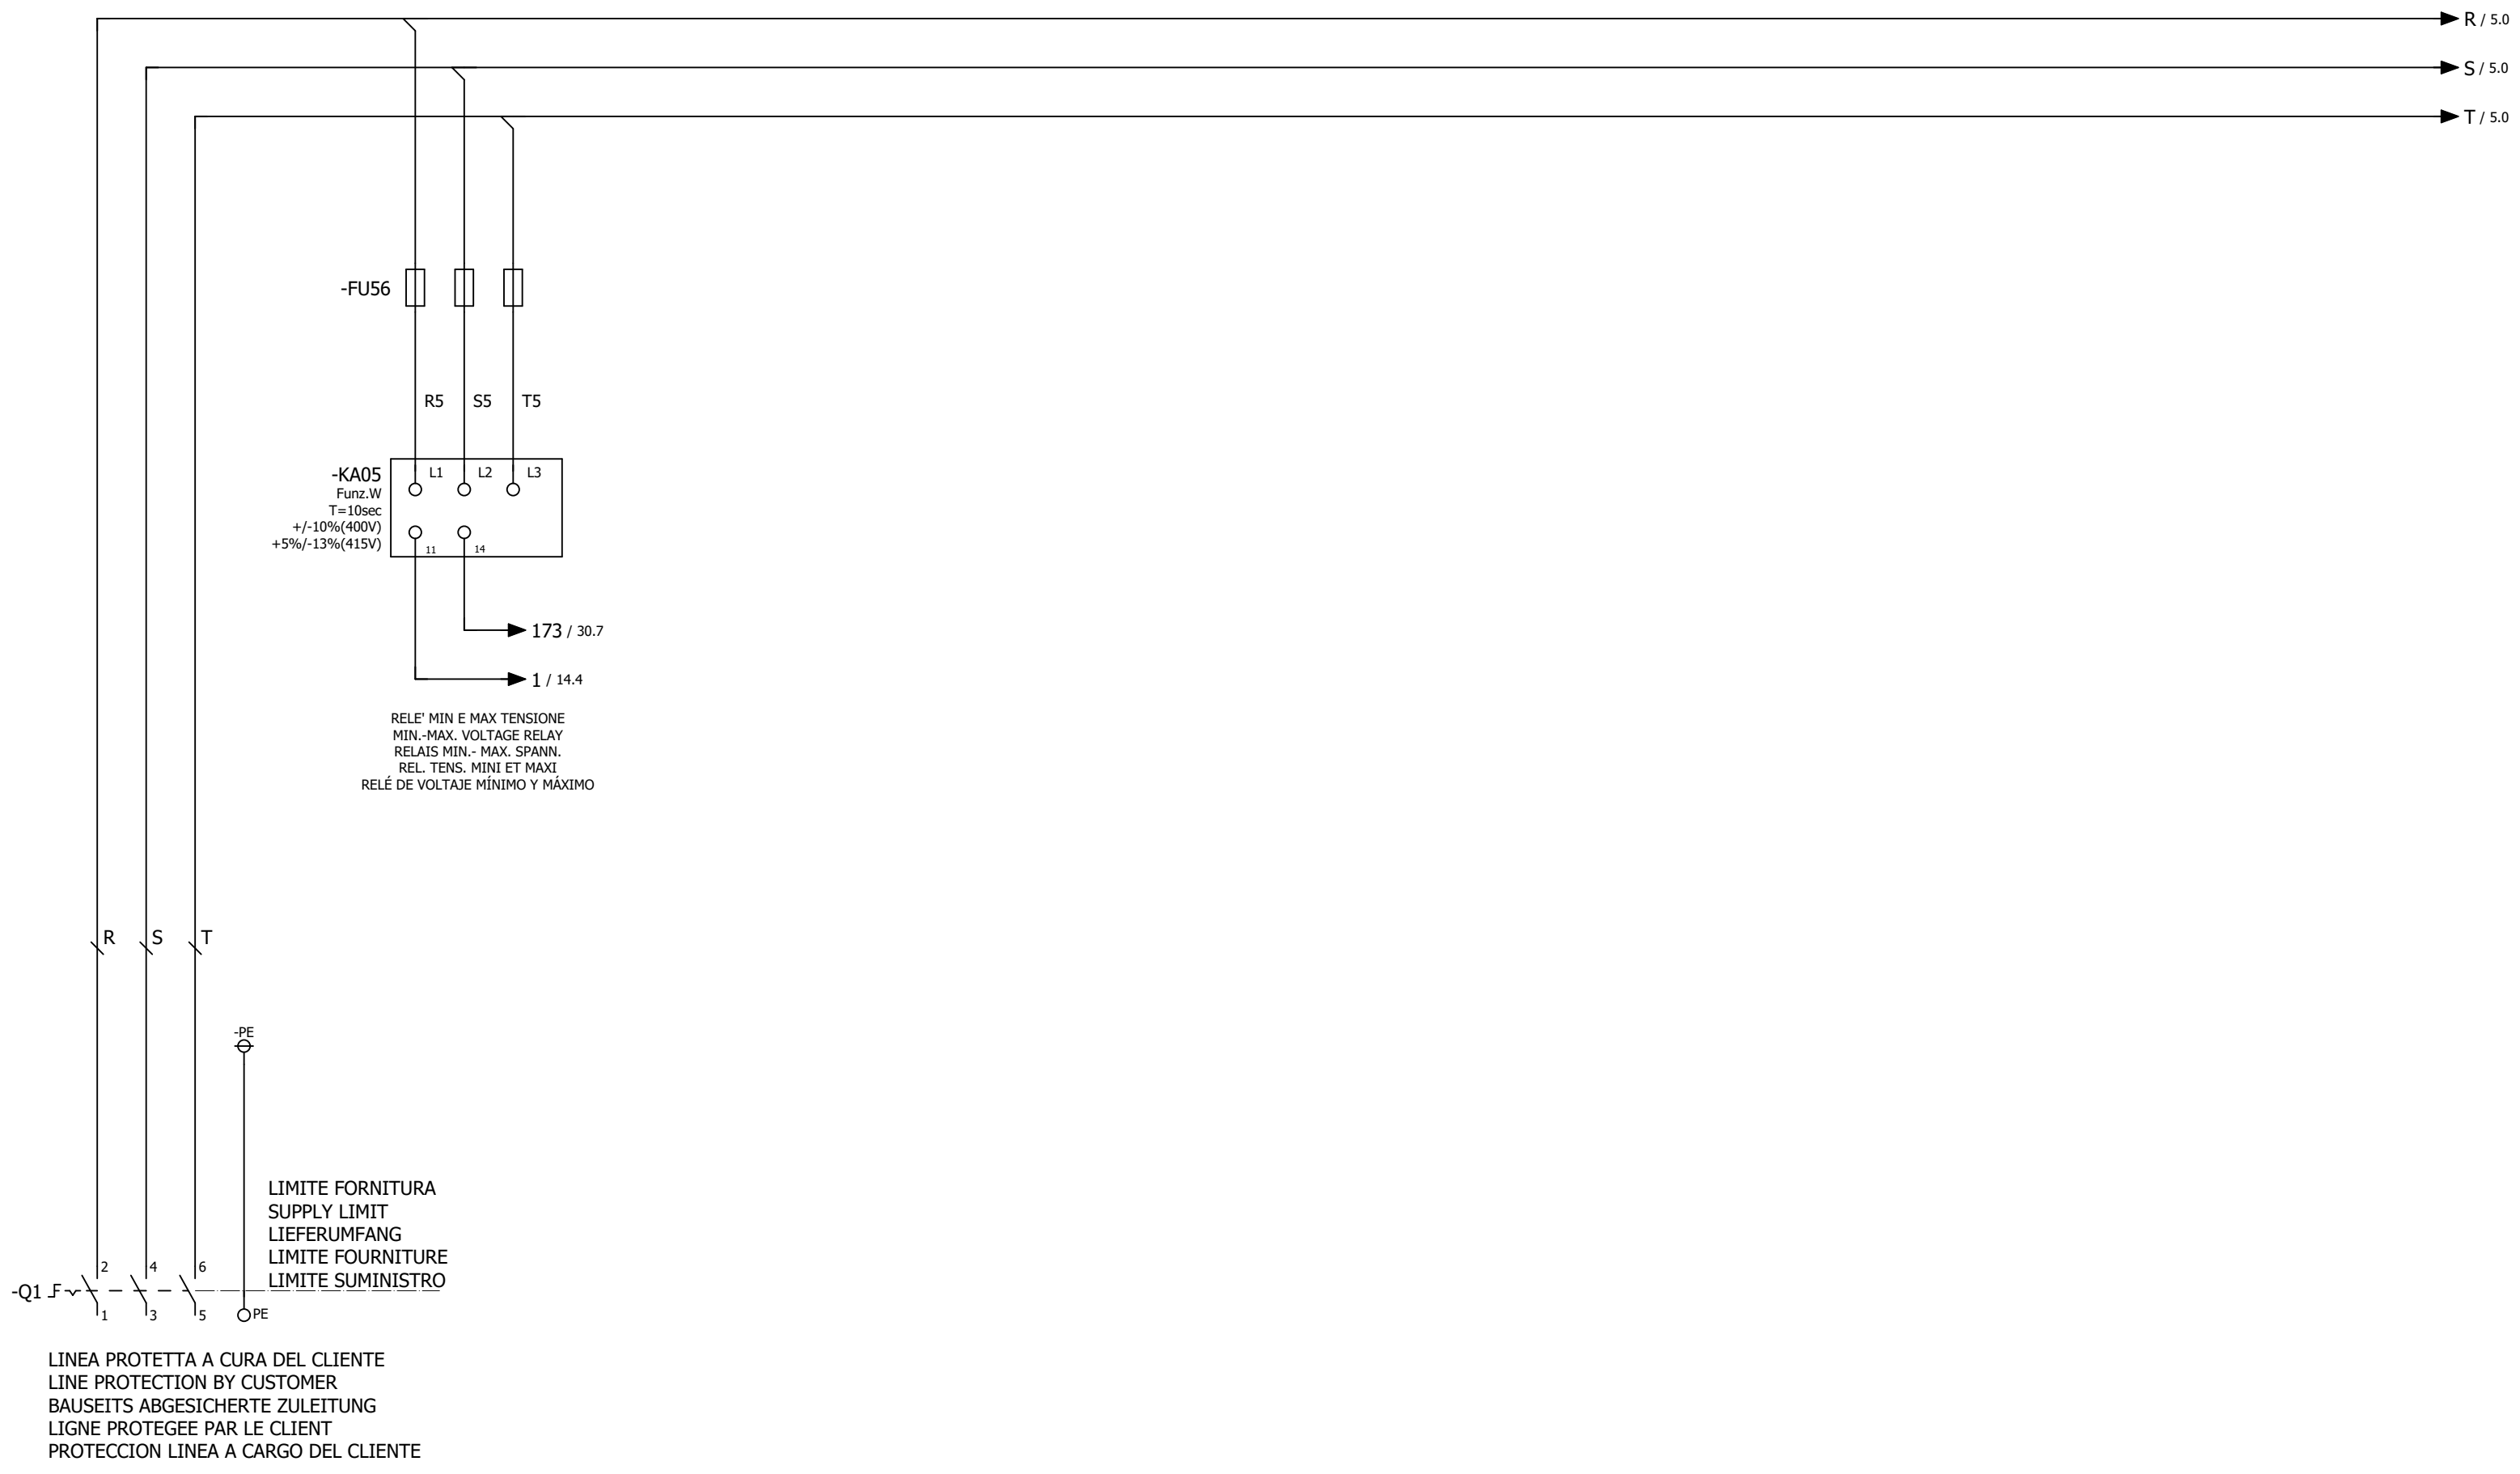 R / 5.0
S / 5.0
T / 5.0
-FU56
R5 S5 T5
-KA05 L1 L2 L3
Funz.W
T=10sec
+/-10%(400V)
+5%/-13%(415V)
11 14
173 / 30.7
1 / 14.4
RELE' MIN E MAX TENSIONE
MIN.-MAX. VOLTAGE RELAY
RELAIS MIN.- MAX. SPANN.
REL. TENS. MINI ET MAXI
RELÉ DE VOLTAJE MÍNIMO Y MÁXIMO
R S T
-PE
LIMITE FORNITURA
SUPPLY LIMIT
LIEFERUMFANG
LIMITE FOURNITURE
LIMITE SUMINISTRO
2 4 6
-Q1
1 3 5 PE
LINEA PROTETTA A CURA DEL CLIENTE
LINE PROTECTION BY CUSTOMER
BAUSEITS ABGESICHERTE ZULEITUNG
LIGNE PROTEGEE PAR LE CLIENT
PROTECCION LINEA A CARGO DEL CLIENTE